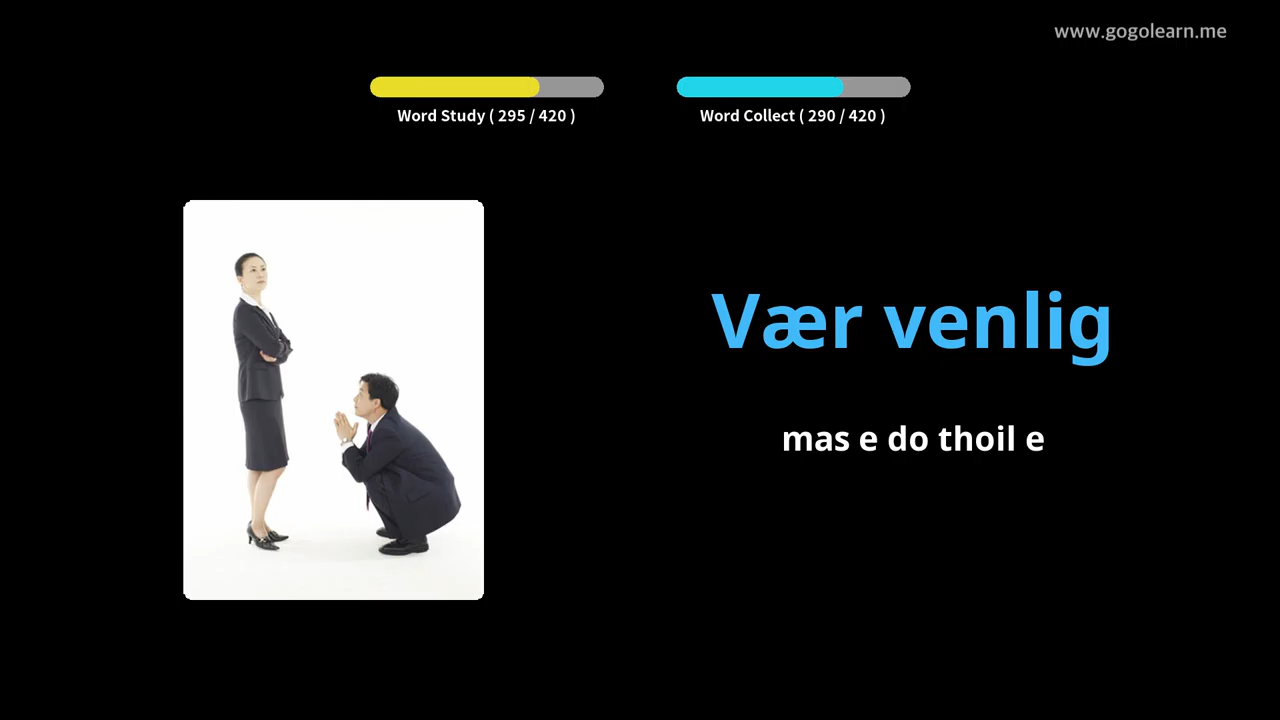 www.gogolearn.me
Word Study ( 295 / 420 )
Word Collect ( 290 / 420 )
Vær venlig
mas e do thoil e